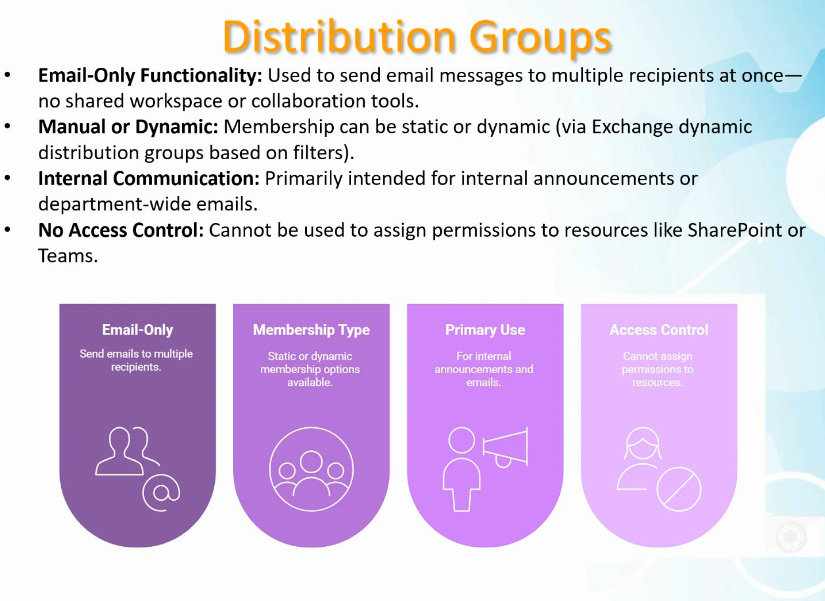 Distribution Groups
• Email-Only Functionality: Used to send email messages to multiple recipients at once—
no shared workspace or collaboration tools.
• Manual or Dynamic: Membership can be static or dynamic (via Exchange dynamic
distribution groups based on filters).
• Internal Communication: Primarily intended for internal announcements or
department-wide emails.
• No Access Control: Cannot be used to assign permissions to resources like SharePoint or
Teams.
Email-Only
Send emails to multiple
recipients.
Membership Type
Static or dynamic
membership options
available.
Primary Use
For internal
announcements and
emails.
Access Control
Cannot assign
permissions to
resources.
@